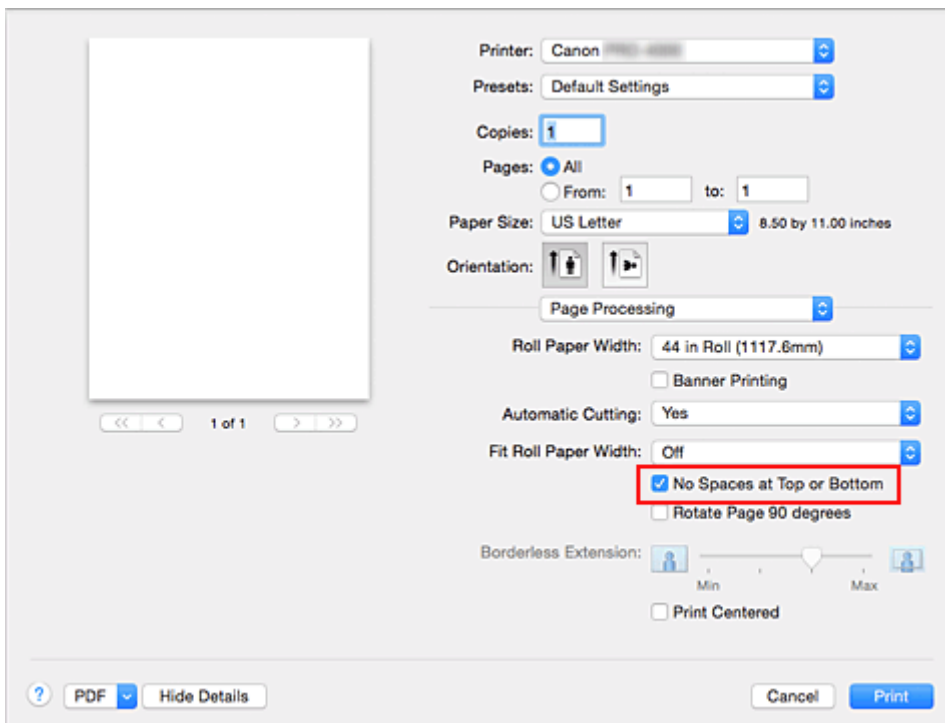 Printer: Canon
Presets: Default Settings
Copies: 1
Pages: All
From: 1 to: 1
Paper Size: US Letter 8.50 by 11.00 inches
Orientation:
Page Processing
Roll Paper Width: 44 in Roll (1117.6mm)
Banner Printing
<< < 1 of 1 > >>
Automatic Cutting: Yes
Fit Roll Paper Width: Off
No Spaces at Top or Bottom
Rotate Page 90 degrees
Borderless Extension:
Min Max
Print Centered
? PDF Hide Details Cancel Print